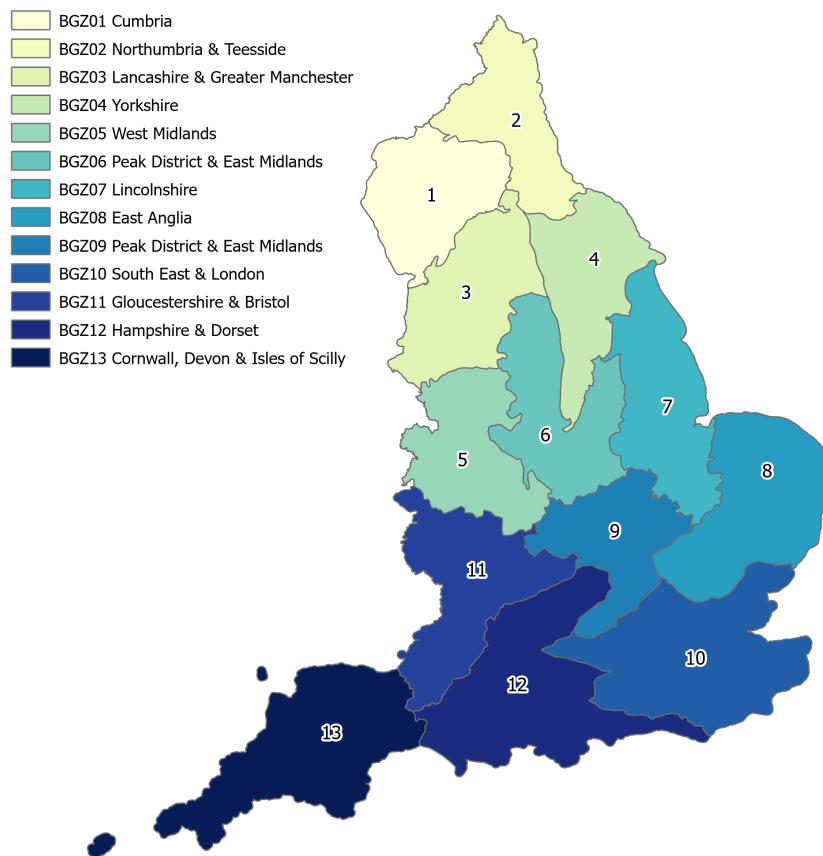 BGZ01 Cumbria
BGZ02 Northumbria & Teesside
BGZ03 Lancashire & Greater Manchester
BGZ04 Yorkshire
BGZ05 West Midlands
BGZ06 Peak District & East Midlands
BGZ07 Lincolnshire
BGZ08 East Anglia
BGZ09 Peak District & East Midlands
BGZ10 South East & London
BGZ11 Gloucestershire & Bristol
BGZ12 Hampshire & Dorset
BGZ13 Cornwall, Devon & Isles of Scilly
2
1
4
3
7
6
5
8
9
11
10
12
13